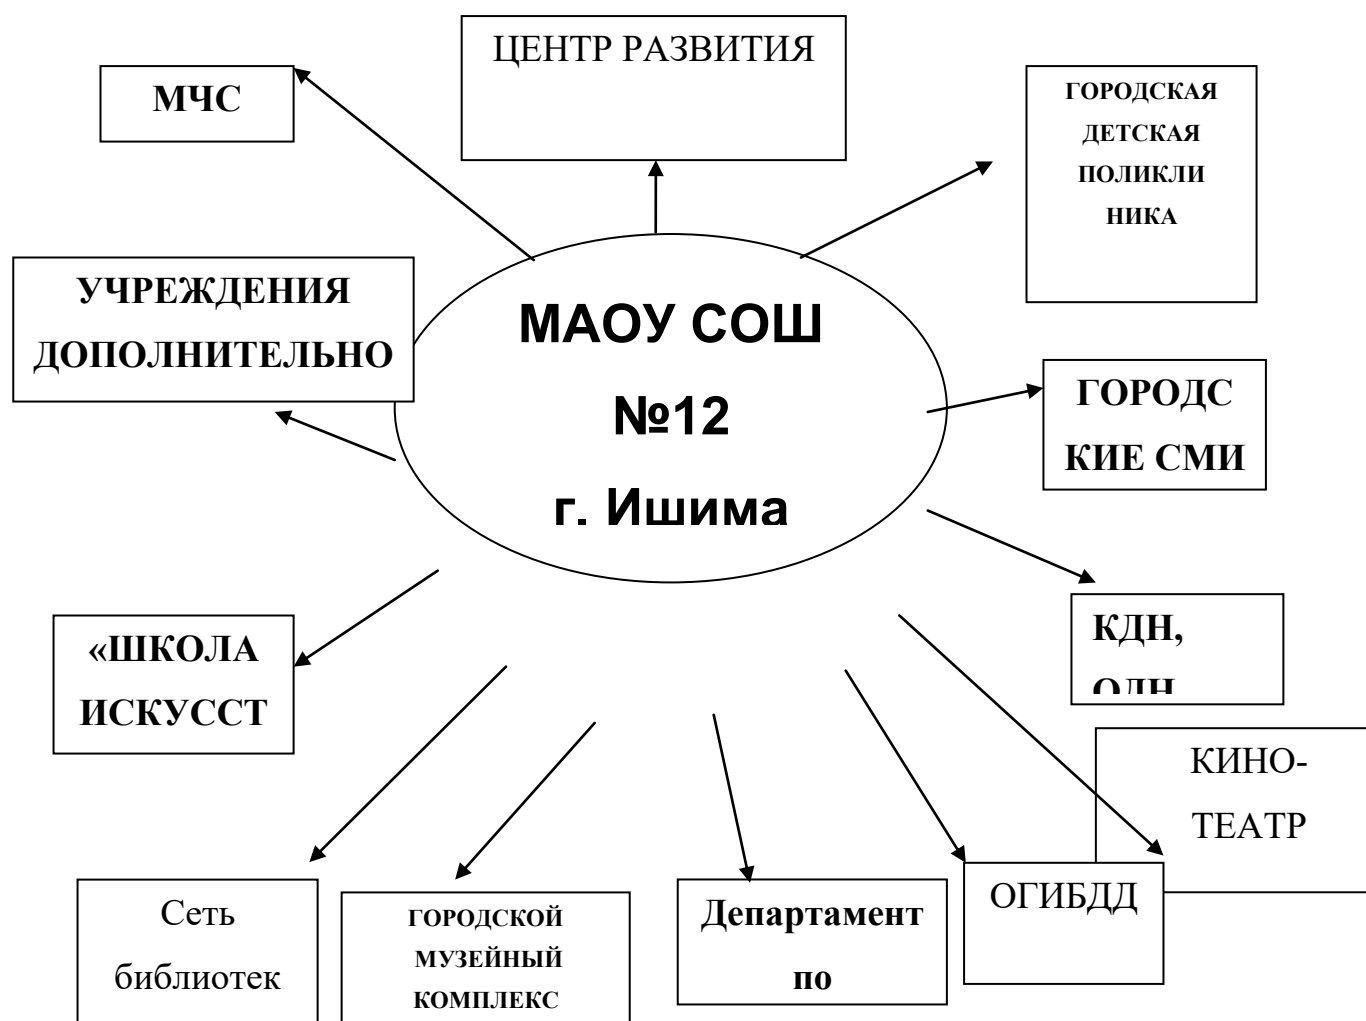 ЦЕНТР РАЗВИТИЯ
МЧС
ГОРОДСКАЯ
ДЕТСКАЯ
ПОЛИКЛИ
НИКА
УЧРЕЖДЕНИЯ
ДОПОЛНИТЕЛЬНО
МАОУ СОШ
№12
г. Ишима
ГОРОДС
КИЕ СМИ
«ШКОЛА
ИСКУССТ
КДН,
ОДН
КИНО-
ТЕАТР
Сеть
библиотек
ГОРОДСКОЙ
МУЗЕЙНЫЙ
КОМПЛЕКС
Департамент
по
ОГИБДД